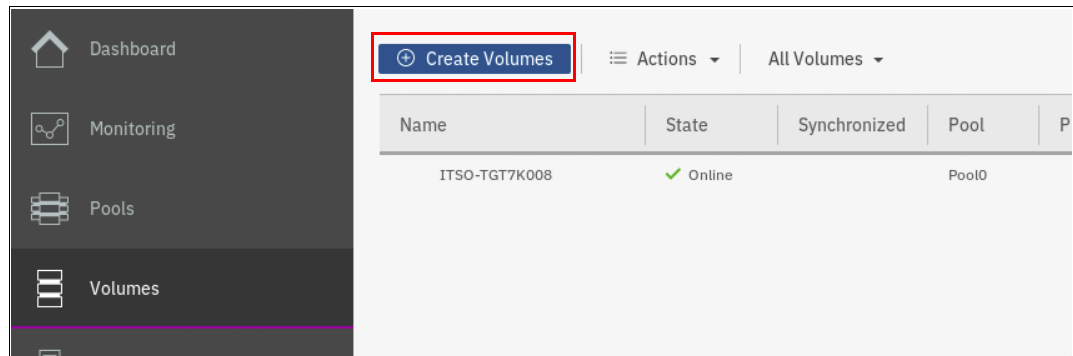 Dashboard
Monitoring
Pools
Volumes
Create Volumes
Actions
All Volumes
Name State Synchronized Pool P
ITSO-TGT7K008 Online Pool0